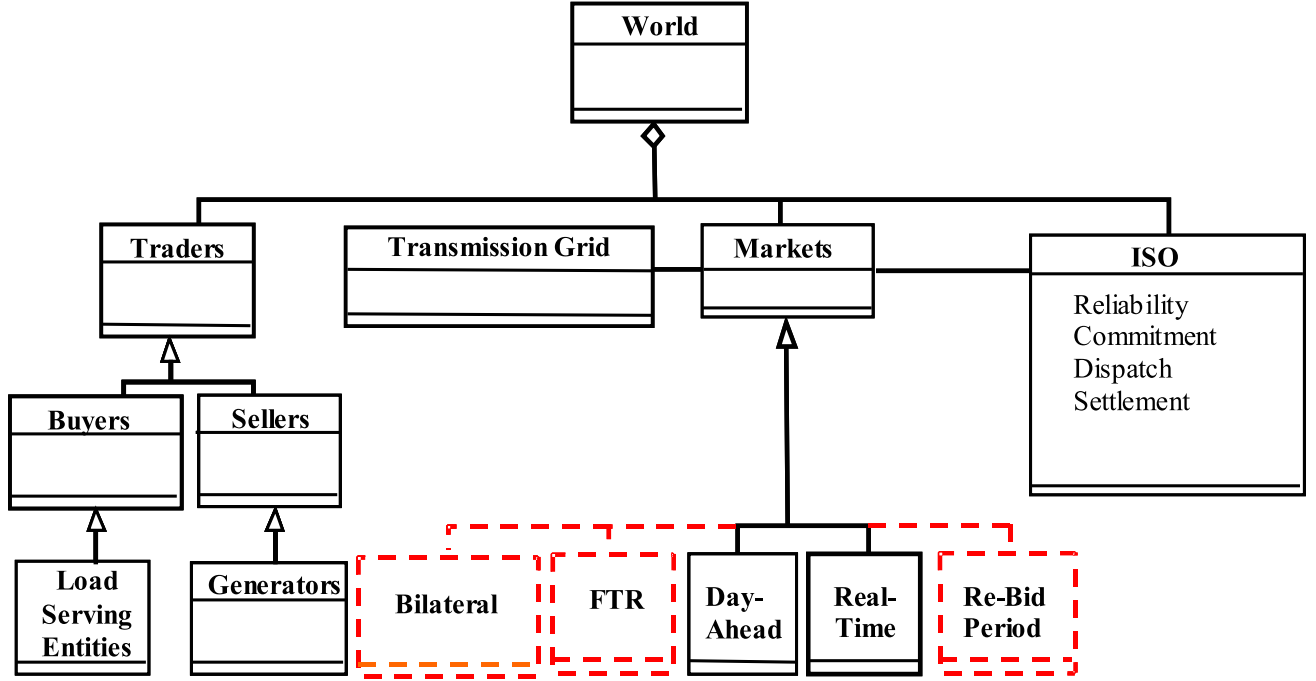 World
Traders
Transmission Grid
Markets
ISO
Reliability
Commitment
Dispatch
Settlement
Buyers
Sellers
Load
Serving
Entities
Generators
Bilateral
FTR
Day-
Ahead
Real-
Time
Re-Bid
Period